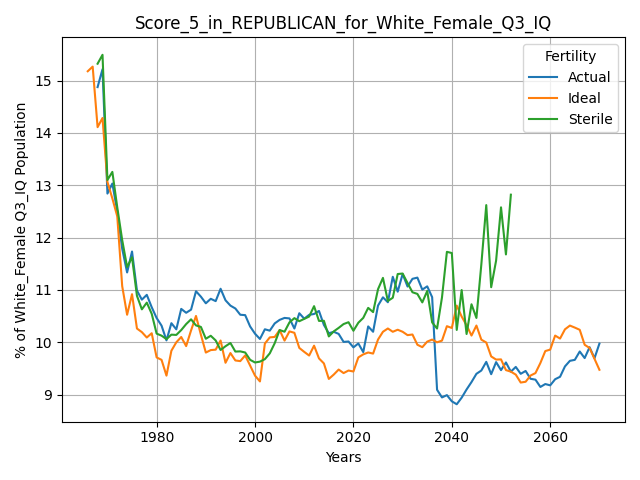 Score_5_in_REPUBLICAN_for_White_Female_Q3_IQ
Fertility
Actual
Ideal
Sterile
% of White_Female Q3_IQ Population
15
14
13
12
11
10
9
1980
2000
2020
2040
2060
Years